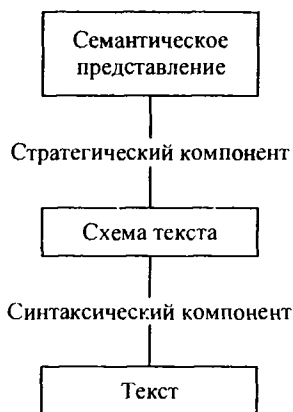 Семантическое
представление
Стратегический компонент
Схема текста
Синтаксический компонент
Текст